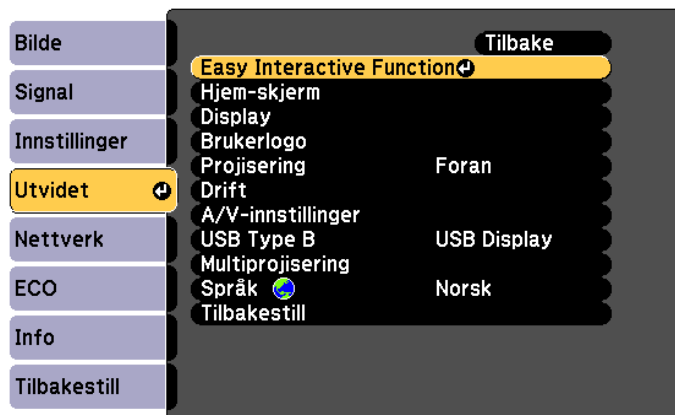 Bilde
Signal
Innstillinger
Utvidet
Nettverk
ECO
Info
Tilbakestill
Tilbake
Easy Interactive Function
Hjem-skjerm
Display
Brukerlogo
Projisering Foran
Drift
A/V-innstillinger
USB Type B USB Display
Multiprojisering
Språk Norsk
Tilbakestill